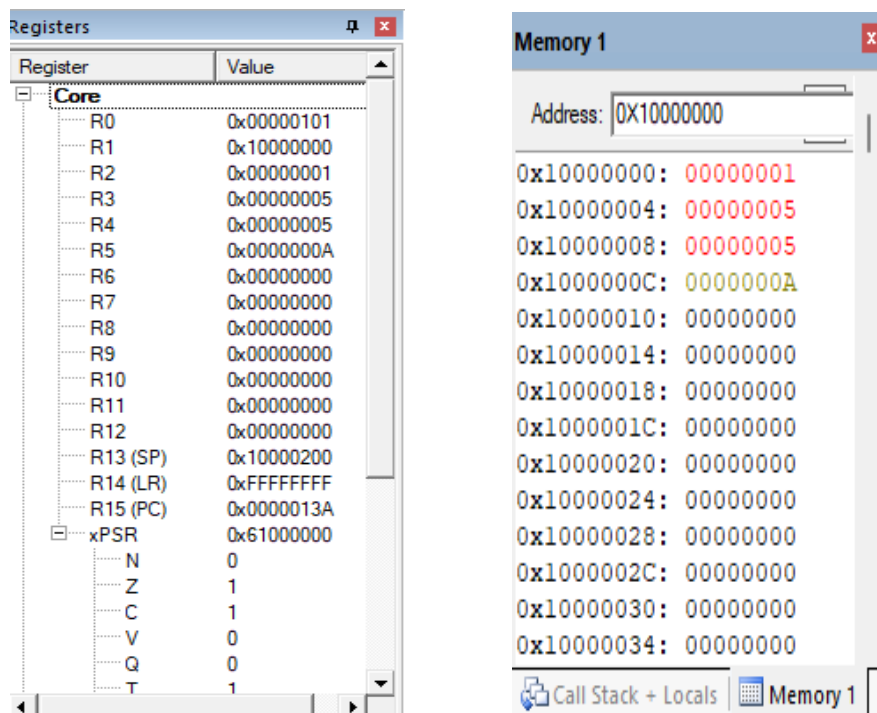 Registers
Register Value
Core
R0 0x00000101
R1 0x10000000
R2 0x00000001
R3 0x00000005
R4 0x00000005
R5 0x0000000A
R6 0x00000000
R7 0x00000000
R8 0x00000000
R9 0x00000000
R10 0x00000000
R11 0x00000000
R12 0x00000000
R13 (SP) 0x10000200
R14 (LR) 0xFFFFFFFF
R15 (PC) 0x0000013A
xPSR 0x61000000
N 0
Z 1
C 1
V 0
Q 0
T 1
Memory 1
Address: 0X10000000
0x10000000: 00000001
0x10000004: 00000005
0x10000008: 00000005
0x1000000C: 0000000A
0x10000010: 00000000
0x10000014: 00000000
0x10000018: 00000000
0x1000001C: 00000000
0x10000020: 00000000
0x10000024: 00000000
0x10000028: 00000000
0x1000002C: 00000000
0x10000030: 00000000
0x10000034: 00000000
Call Stack + Locals Memory 1